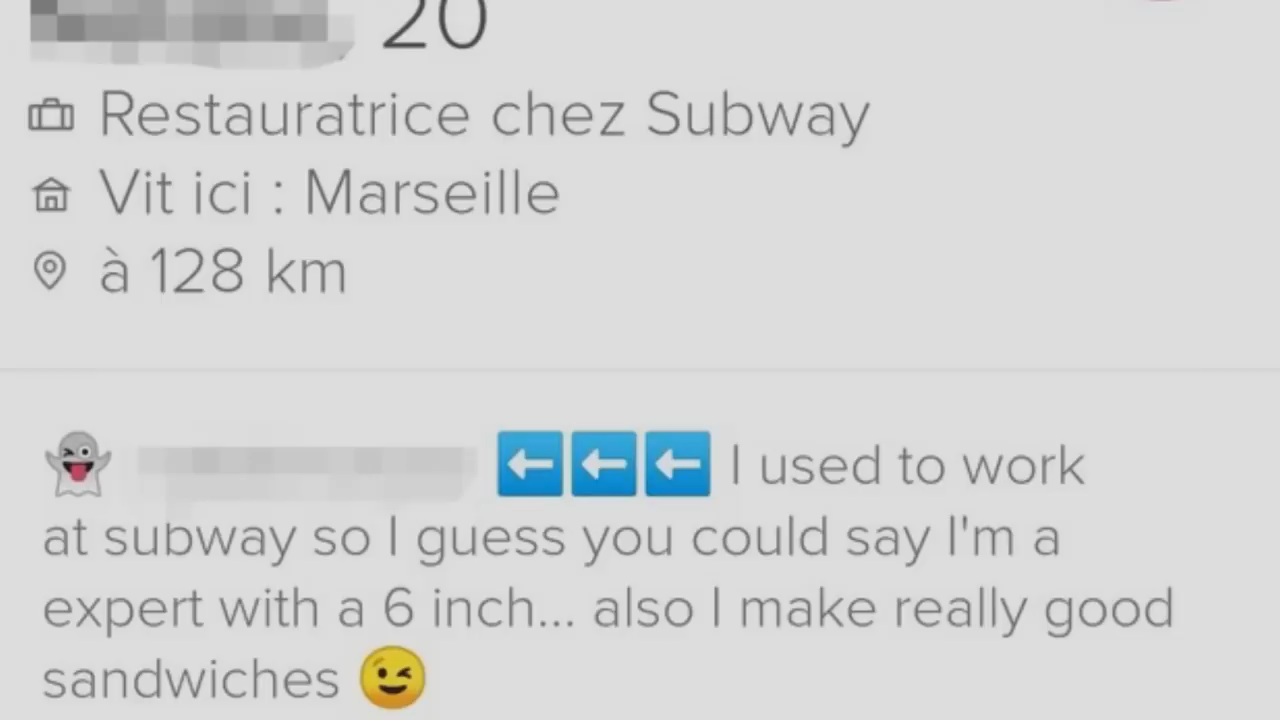 20
Restauratrice chez Subway
Vit ici : Marseille
à 128 km
👻 ⬅️⬅️⬅️ I used to work
at subway so I guess you could say I'm a
expert with a 6 inch... also I make really good
sandwiches 😉